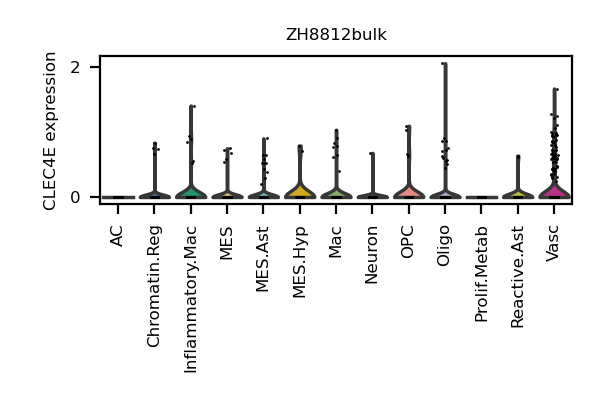 ZH8812bulk
CLEC4E expression
2
0
AC
Chromatin.Reg
Inflammatory.Mac
MES
MES.Ast
MES.Hyp
Mac
Neuron
OPC
Oligo
Prolif.Metab
Reactive.Ast
Vasc